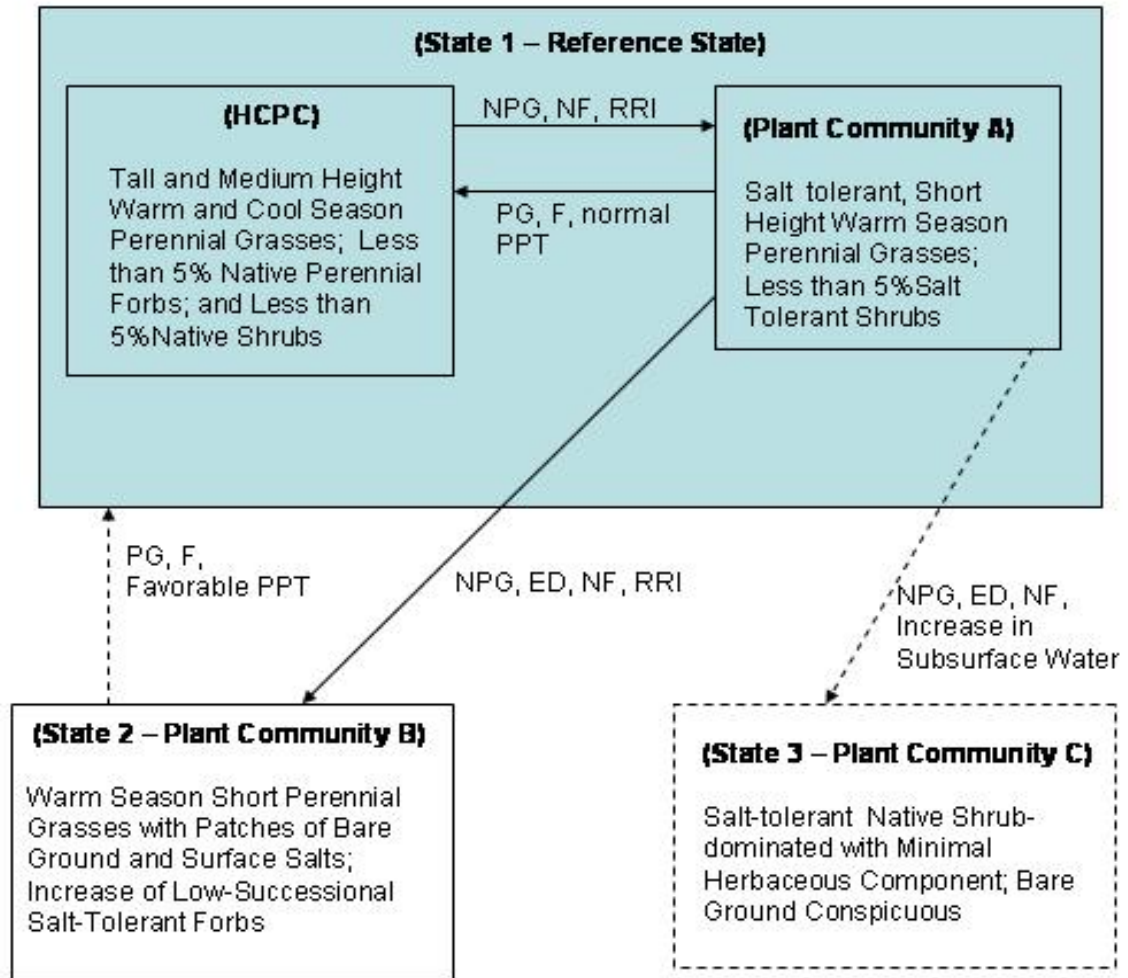 (State 1 – Reference State)
(HCPC)
Tall and Medium Height
Warm and Cool Season
Perennial Grasses; Less
than 5% Native Perennial
Forbs; and Less than
5%Native Shrubs
NPG, NF, RRI
PG, F, normal
PPT
(Plant Community A)
Salt tolerant, Short
Height Warm Season
Perennial Grasses;
Less than 5%Salt
Tolerant Shrubs
PG, F,
Favorable PPT
NPG, ED, NF, RRI
NPG, ED, NF,
Increase in
Subsurface Water
(State 2 – Plant Community B)
Warm Season Short Perennial
Grasses with Patches of Bare
Ground and Surface Salts;
Increase of Low-Successional
Salt-Tolerant Forbs
(State 3 – Plant Community C)
Salt-tolerant Native Shrub-
dominated with Minimal
Herbaceous Component; Bare
Ground Conspicuous